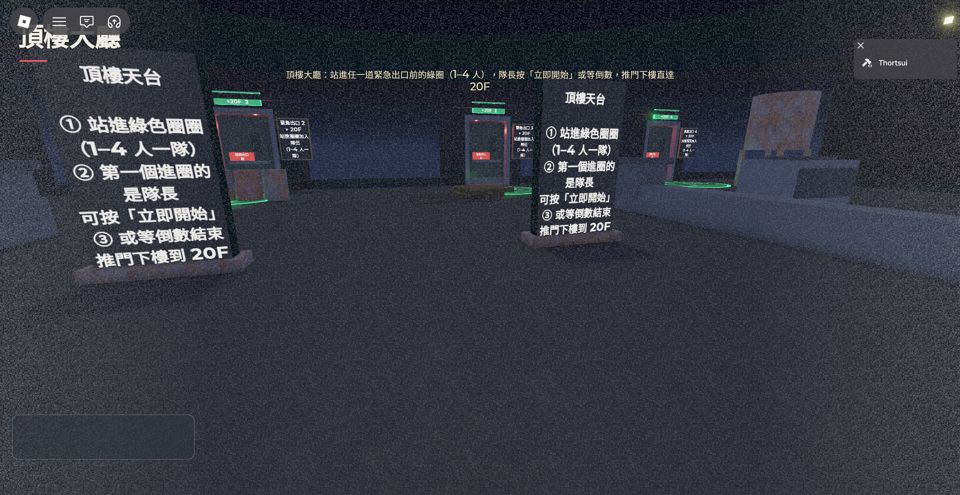 頂樓大廳
Thortsui
頂樓大廳：站進任一道緊急出口前的綠圈（1–4 人），隊長按「立即開始」或等倒數，推門下樓直達
20F
頂樓天台
① 站進綠色圈圈
（1–4 人一隊）
② 第一個進圈的
是隊長
可按「立即開始」
③ 或等倒數結束
推門下樓到 20F
頂樓天台
① 站進綠色圈圈
（1–4 人一隊）
② 第一個進圈的
是隊長
可按「立即開始」
③ 或等倒數結束
推門下樓到 20F
緊急出口 2